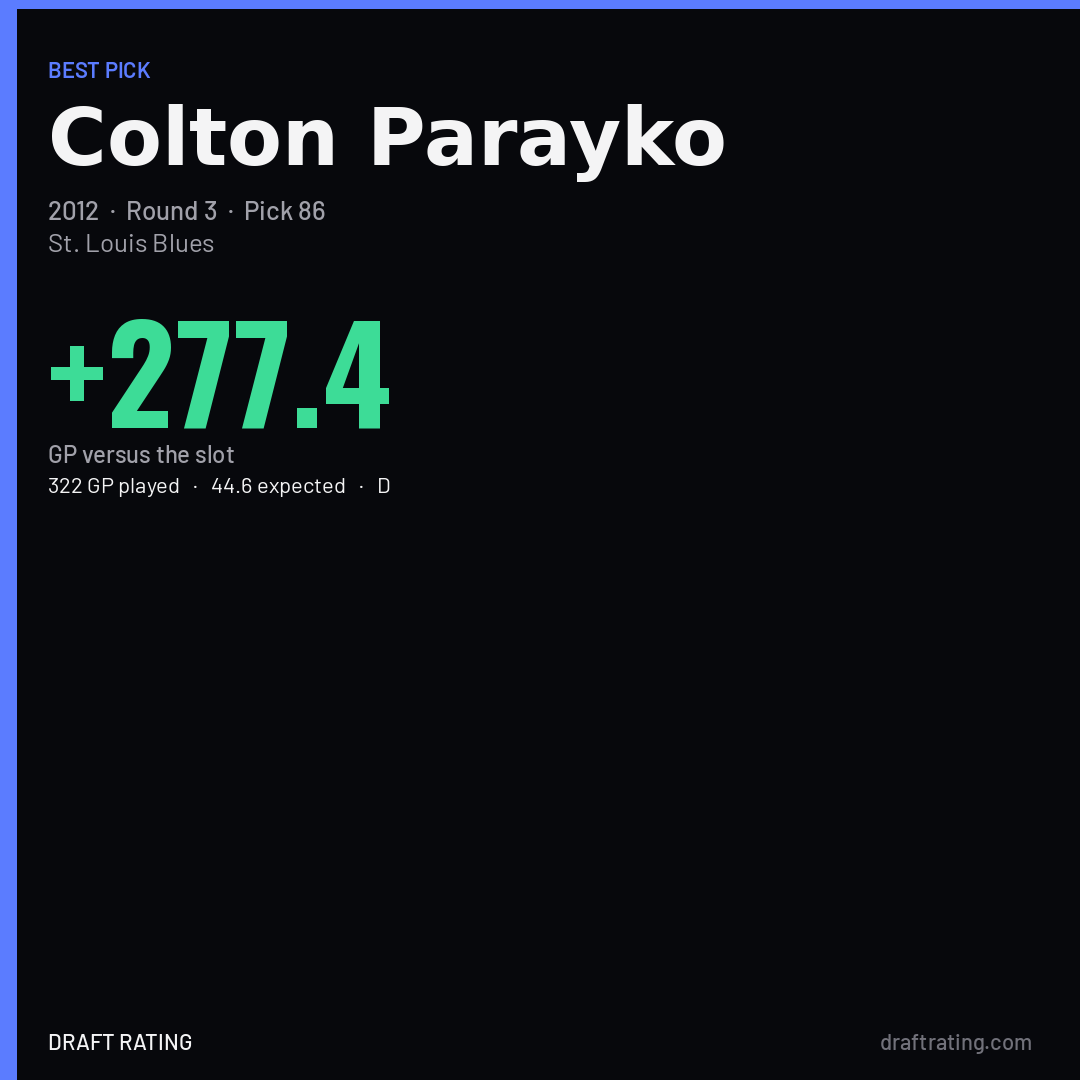 BEST PICK
Colton Parayko
2012 · Round 3 · Pick 86
St. Louis Blues
+277.4
GP versus the slot
322 GP played · 44.6 expected · D
DRAFT RATING
draftrating.com